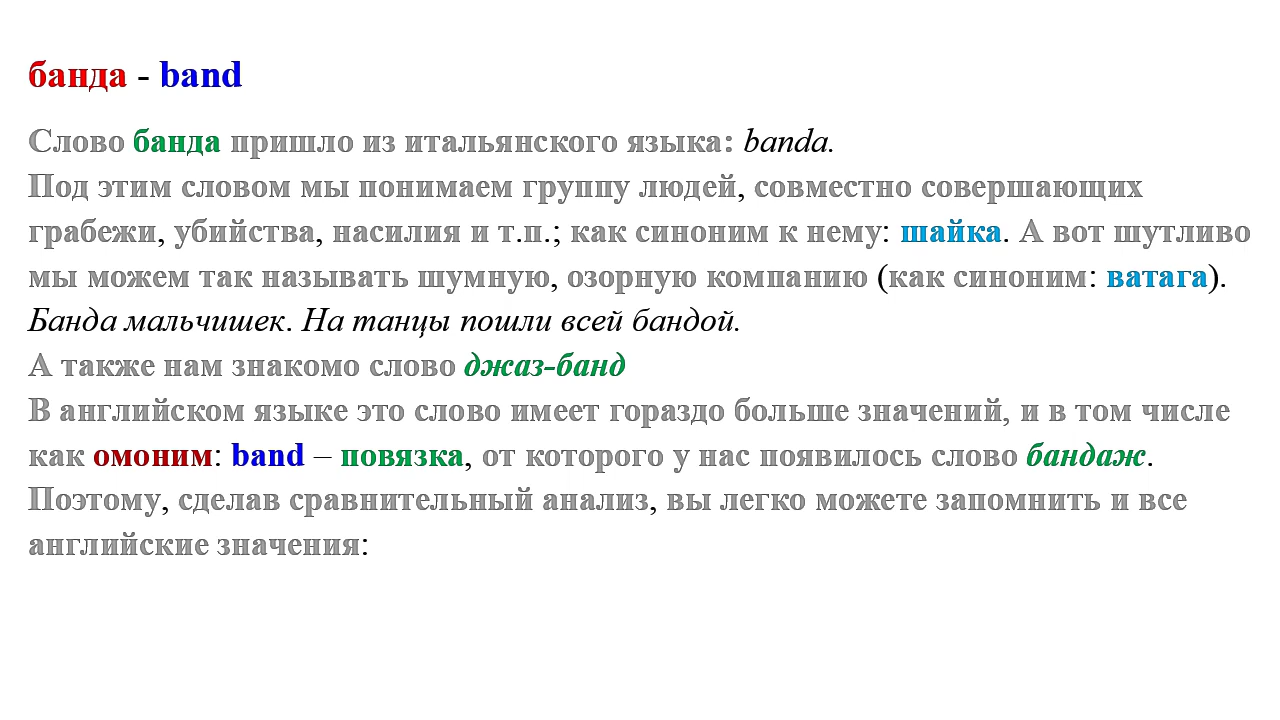 банда - band
Слово банда пришло из итальянского языка: banda.
Под этим словом мы понимаем группу людей, совместно совершающих
грабежи, убийства, насилия и т.п.; как синоним к нему: шайка. А вот шутливо
мы можем так называть шумную, озорную компанию (как синоним: ватага).
Банда мальчишек. На танцы пошли всей бандой.
А также нам знакомо слово джаз-банд
В английском языке это слово имеет гораздо больше значений, и в том числе
как омоним: band – повязка, от которого у нас появилось слово бандаж.
Поэтому, сделав сравнительный анализ, вы легко можете запомнить и все
английские значения: